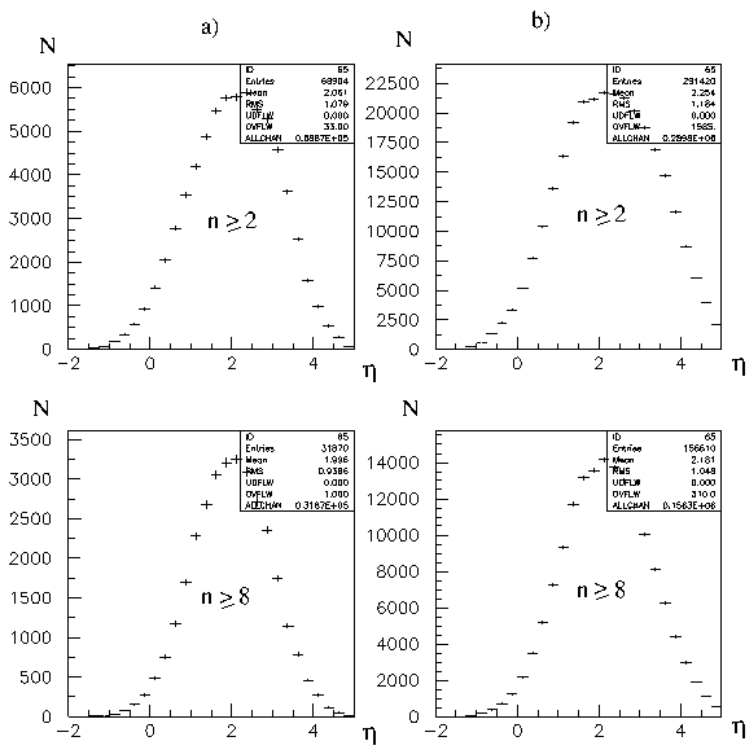 a)
b)
N
ID 65
Entries 68904
Mean 2.051
RMS 1.079
UDFLW 0.000
OVFLW 33.00
ALLCHAN
6000
5000
4000
3000
2000
1000
0
n ≥ 2
−2 0 2 4
η
N
ID 65
Entries 291420
Mean 2.254
RMS 1.184
UDFLW 0.000
OVFLW 1585.
ALLCHAN
22500
20000
17500
15000
12500
10000
7500
5000
2500
0
n ≥ 2
−2 0 2 4
η
N
ID 65
Entries 31870
Mean 1.996
RMS 0.9386
UDFLW 0.000
OVFLW 1.000
ALLCHAN 0.3187E+05
3500
3000
2500
2000
1500
1000
500
0
n ≥ 8
−2 0 2 4
η
N
ID 65
Entries 156610
Mean 2.181
RMS 1.048
UDFLW 0.000
OVFLW 310.0
ALLCHAN 0.1563E+06
14000
12000
10000
8000
6000
4000
2000
0
n ≥ 8
−2 0 2 4
η